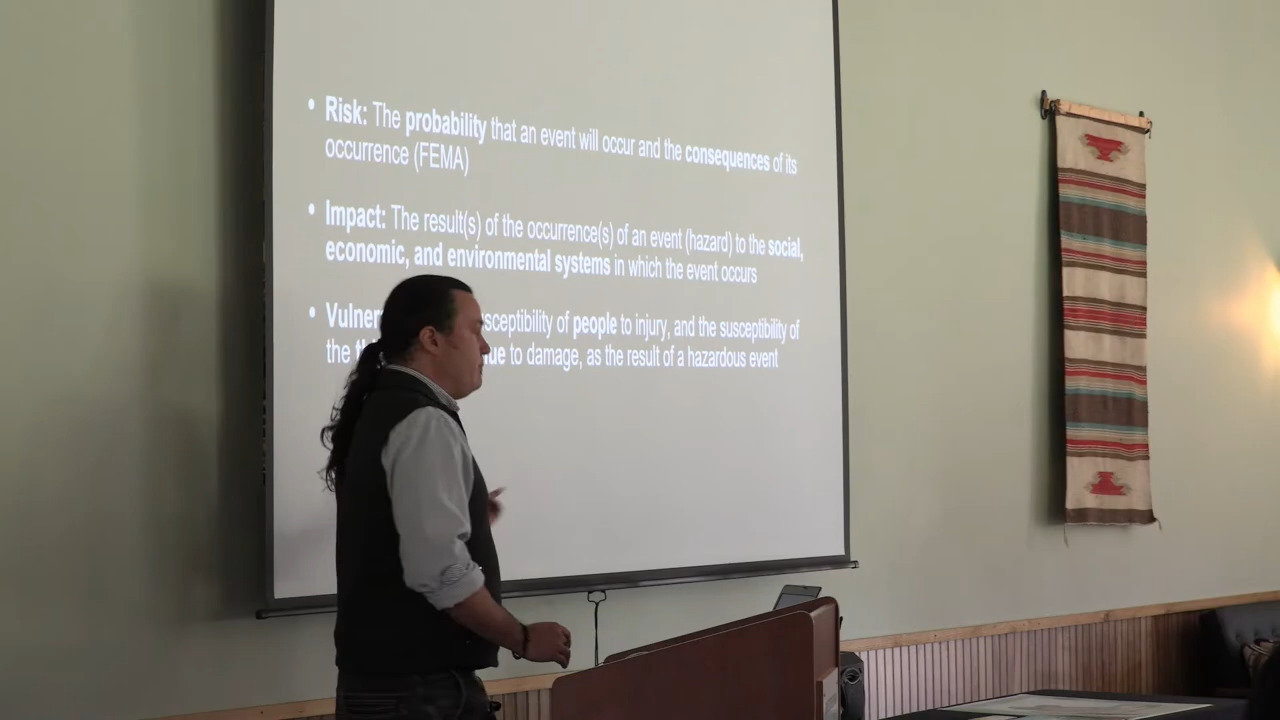 • Risk: The probability that an event will occur and the consequences of its
occurrence (FEMA)
• Impact: The result(s) of the occurrence(s) of an event (hazard) to the social,
economic, and environmental systems in which the event occurs
• of people to injury, and the susceptibility of
the to damage, as the result of a hazardous event